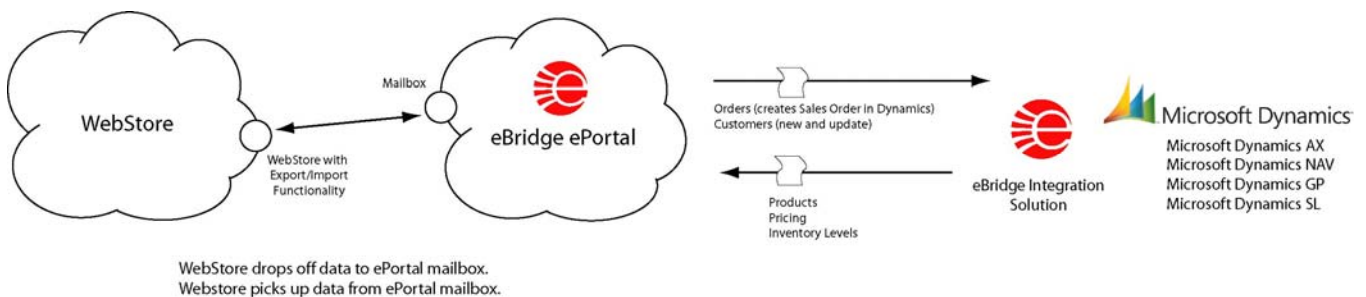 WebStore
WebStore with
Export/Import
Functionality
Mailbox
eBridge ePortal
Orders (creates Sales Order in Dynamics)
Customers (new and update)
Products
Pricing
Inventory Levels
eBridge Integration
Solution
Microsoft Dynamics
Microsoft Dynamics AX
Microsoft Dynamics NAV
Microsoft Dynamics GP
Microsoft Dynamics SL
WebStore drops off data to ePortal mailbox.
Webstore picks up data from ePortal mailbox.